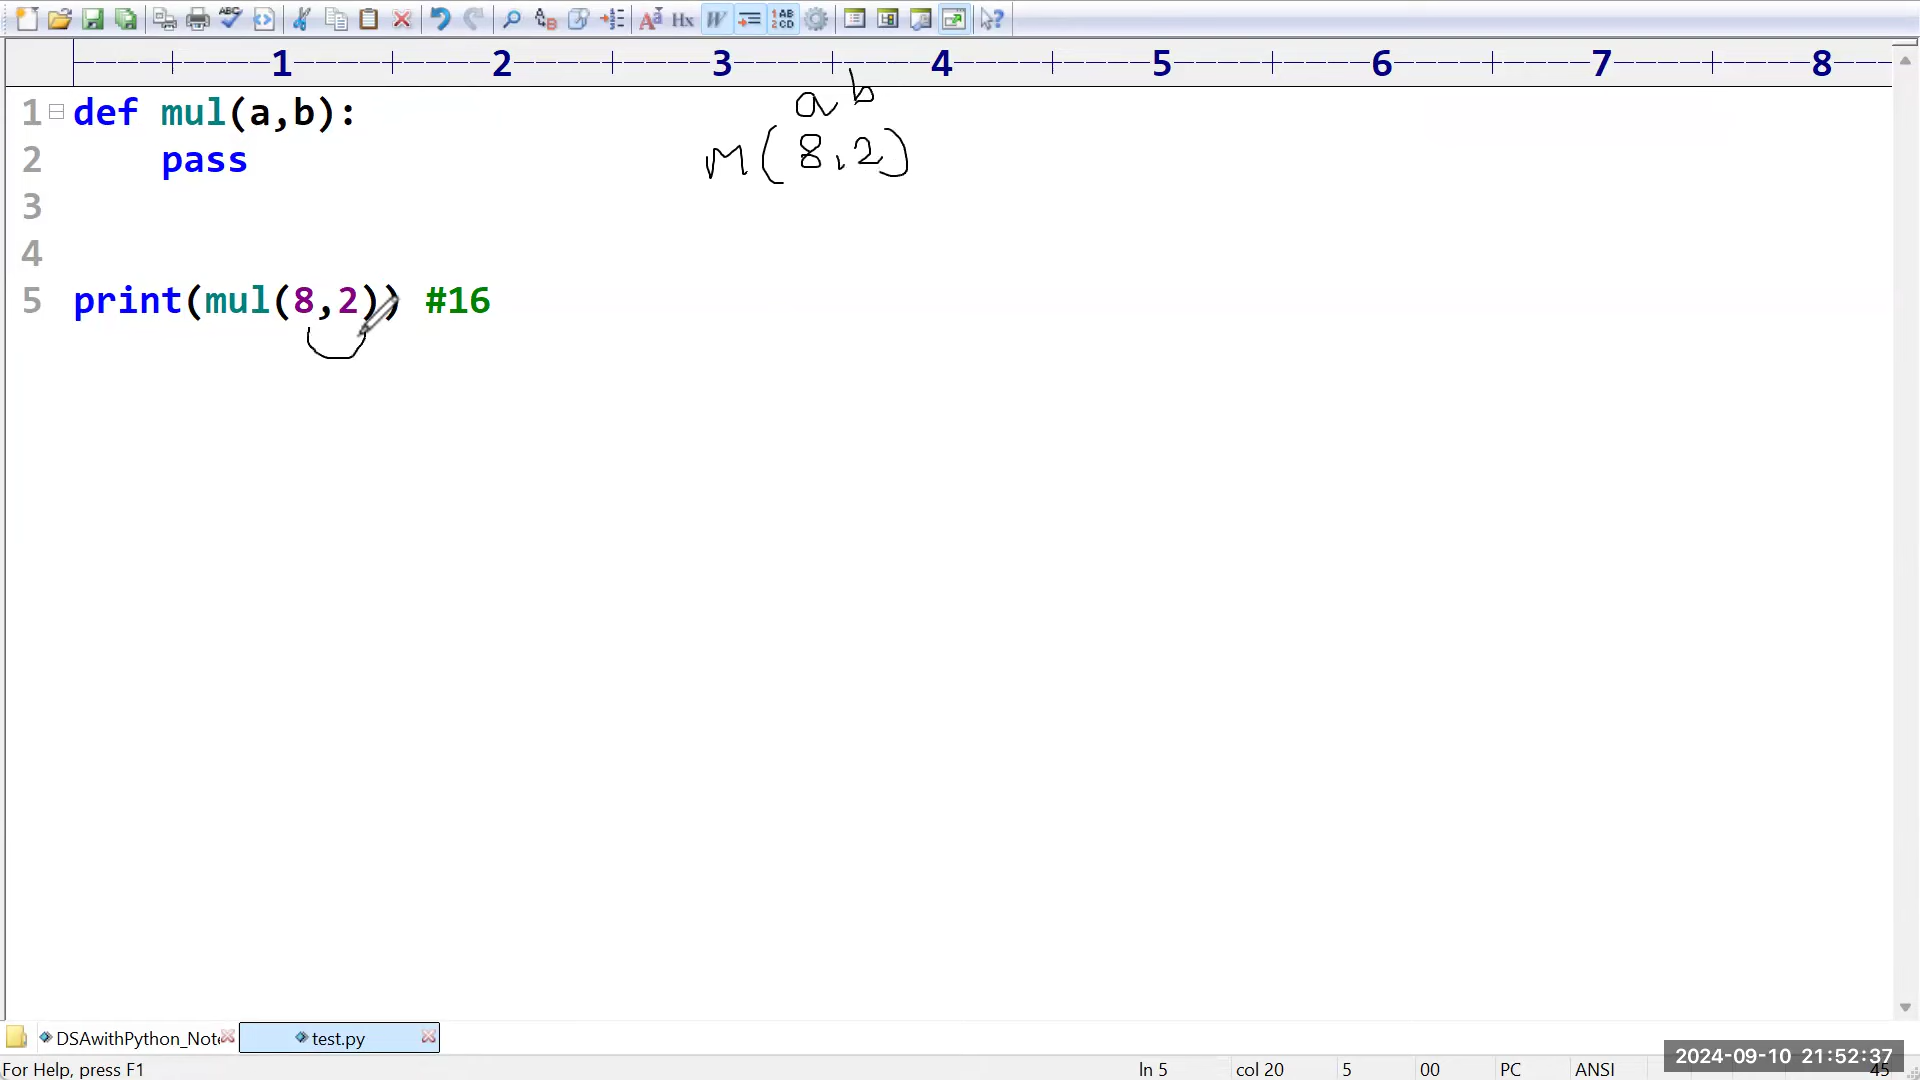 1 2 3 4 5 6 7 8
1 def mul(a,b):
2     pass
3
4
5 print(mul(8,2)) #16
a b
M(8,2)
DSAwithPython_Note
test.py
For Help, press F1
ln 5 col 20 5 00 PC ANSI 45
2024-09-10 21:52:37